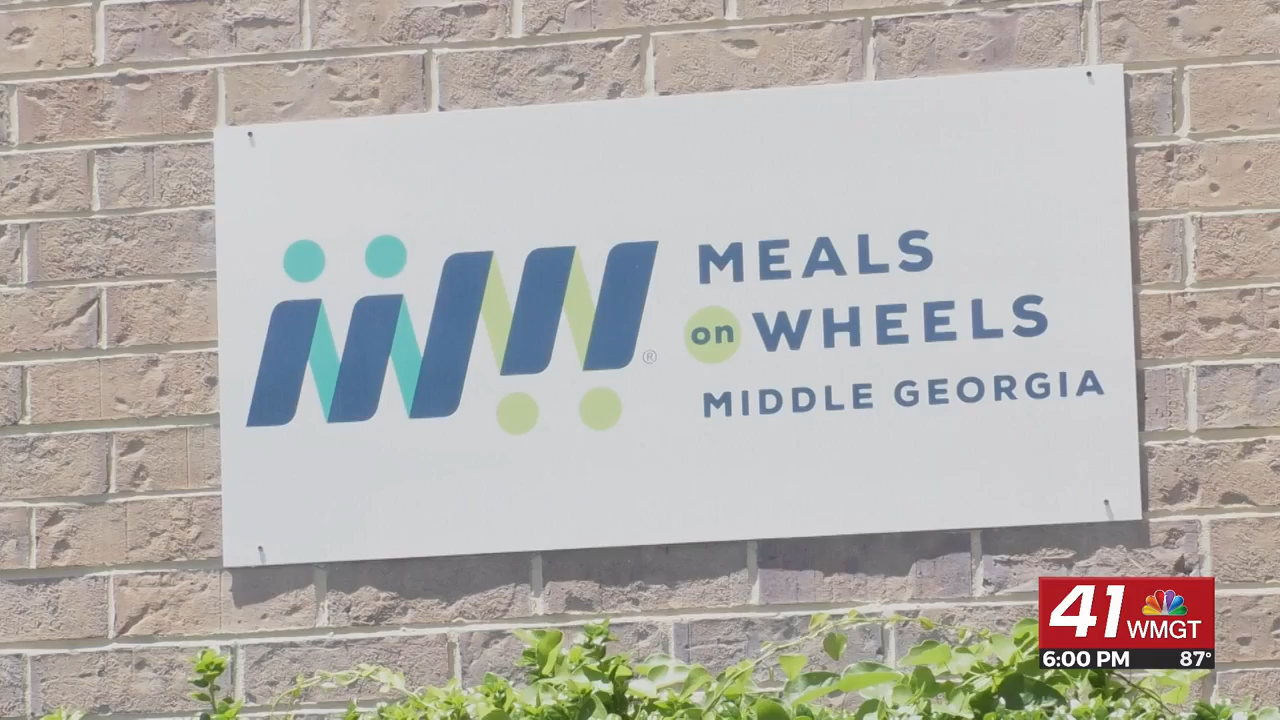 MEALS
on WHEELS
®
MIDDLE GEORGIA
41
WMGT
6:00 PM 87°